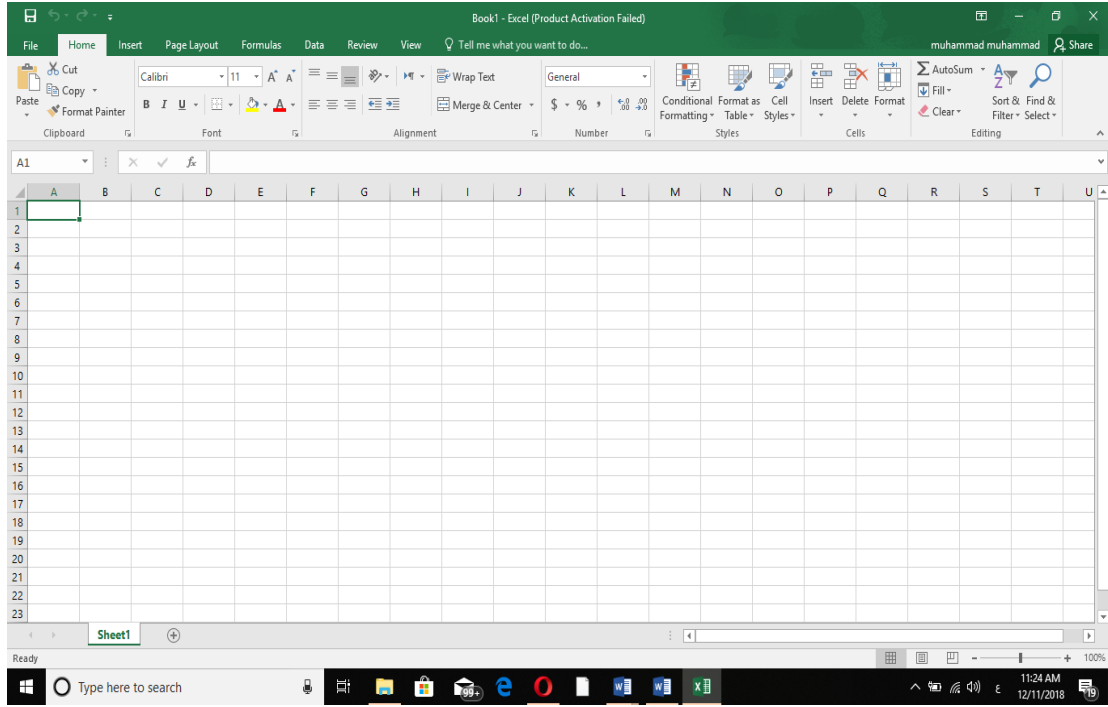 Book1 - Excel (Product Activation Failed)
File Home Insert Page Layout Formulas Data Review View Tell me what you want to do... muhammad muhammad Share
Paste
Cut
Copy
Format Painter
Clipboard
Calibri 11
B I U A
Font
Wrap Text
Merge & Center
Alignment
General
$ % ,
Number
Conditional Formatting
Format as Table
Cell Styles
Styles
Insert Delete Format
Cells
AutoSum
Fill
Clear
Sort & Filter
Find & Select
Editing
A1 fx
A B C D E F G H I J K L M N O P Q R S T U
1
2
3
4
5
6
7
8
9
10
11
12
13
14
15
16
17
18
19
20
21
22
23
Sheet1
Ready 100%
Type here to search 99+ ع 11:24 AM 19
12/11/2018